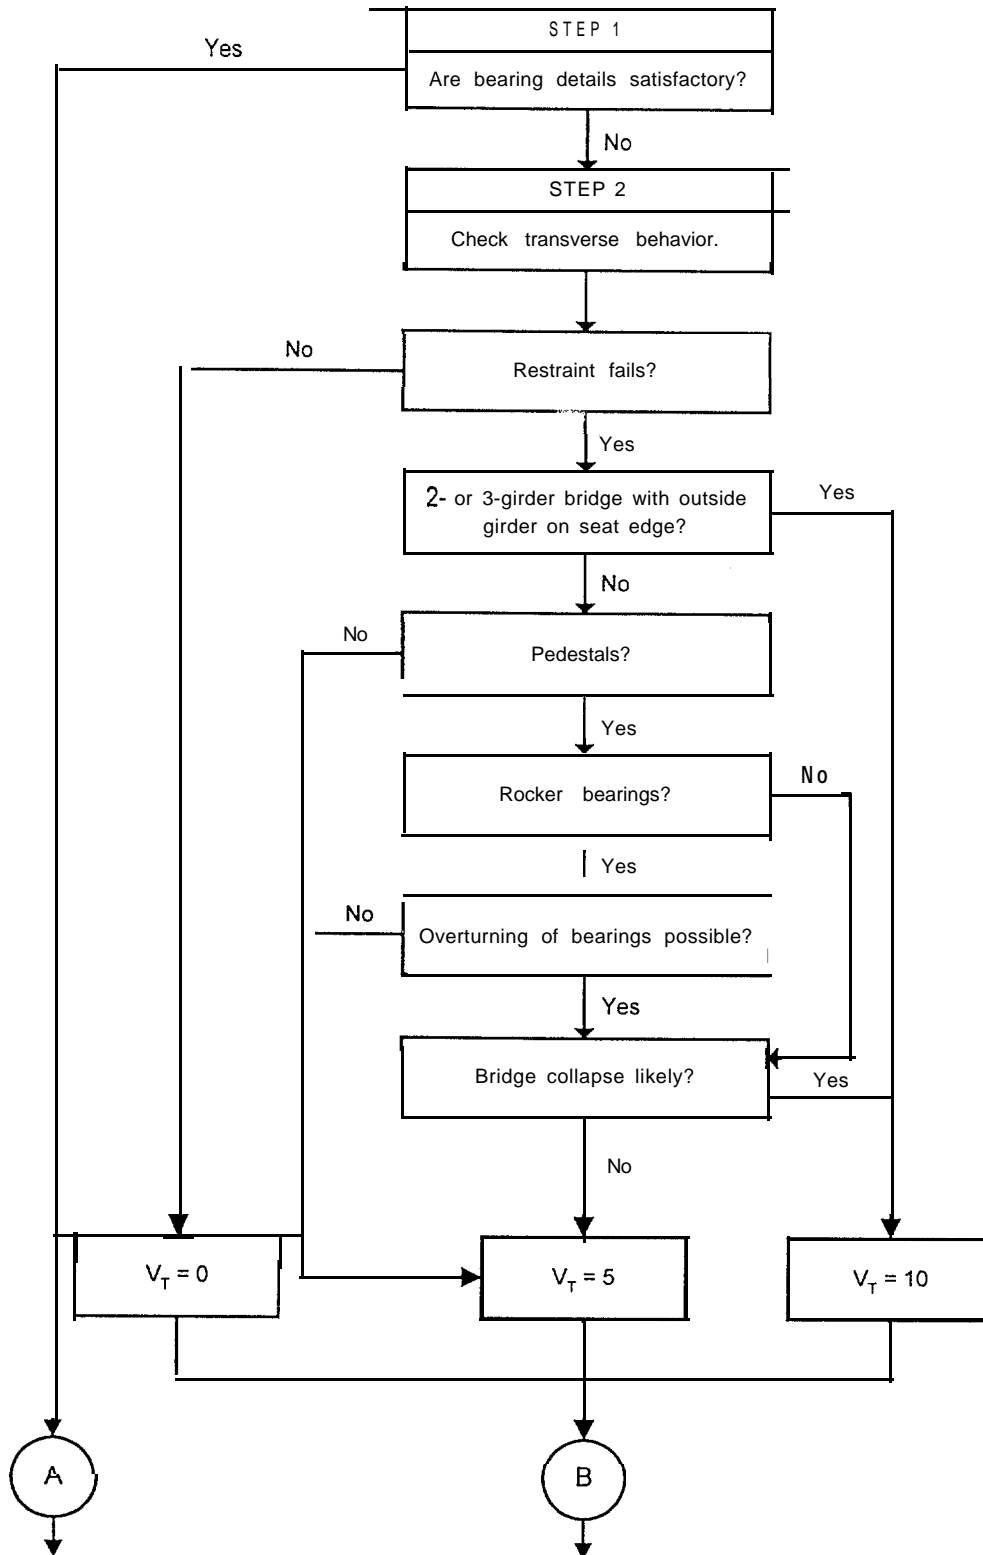 STEP 1
Yes
Are bearing details satisfactory?
No
STEP 2
Check transverse behavior.
No
Restraint fails?
Yes
2- or 3-girder bridge with outside
girder on seat edge?
Yes
No
No
Pedestals?
Yes
Rocker bearings?
No
Yes
No
Overturning of bearings possible?
Yes
Bridge collapse likely?
Yes
No
V_T = 0
V_T = 5
V_T = 10
A
B